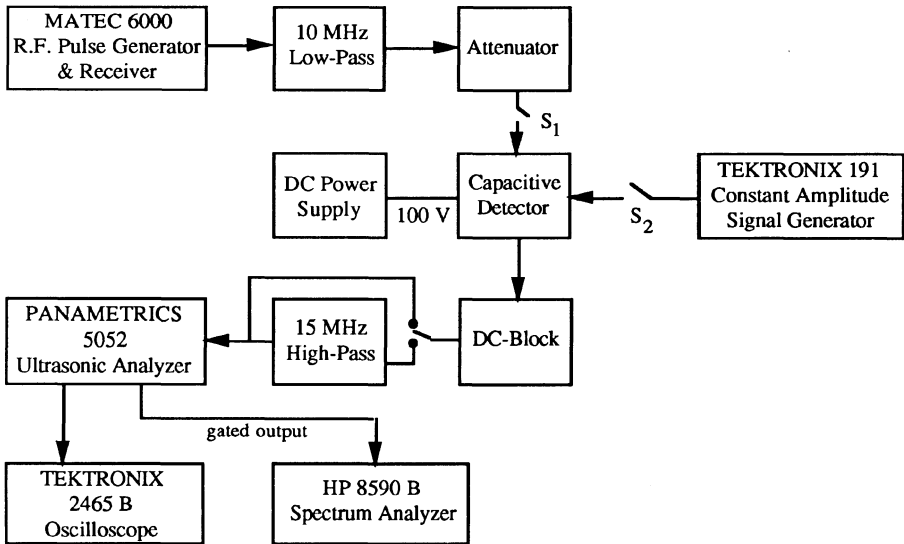 MATEC 6000
R.F. Pulse Generator
& Receiver
10 MHz
Low-Pass
Attenuator
S1
DC Power
Supply
100 V
Capacitive
Detector
S2
TEKTRONIX 191
Constant Amplitude
Signal Generator
PANAMETRICS
5052
Ultrasonic Analyzer
15 MHz
High-Pass
DC-Block
gated output
TEKTRONIX
2465 B
Oscilloscope
HP 8590 B
Spectrum Analyzer